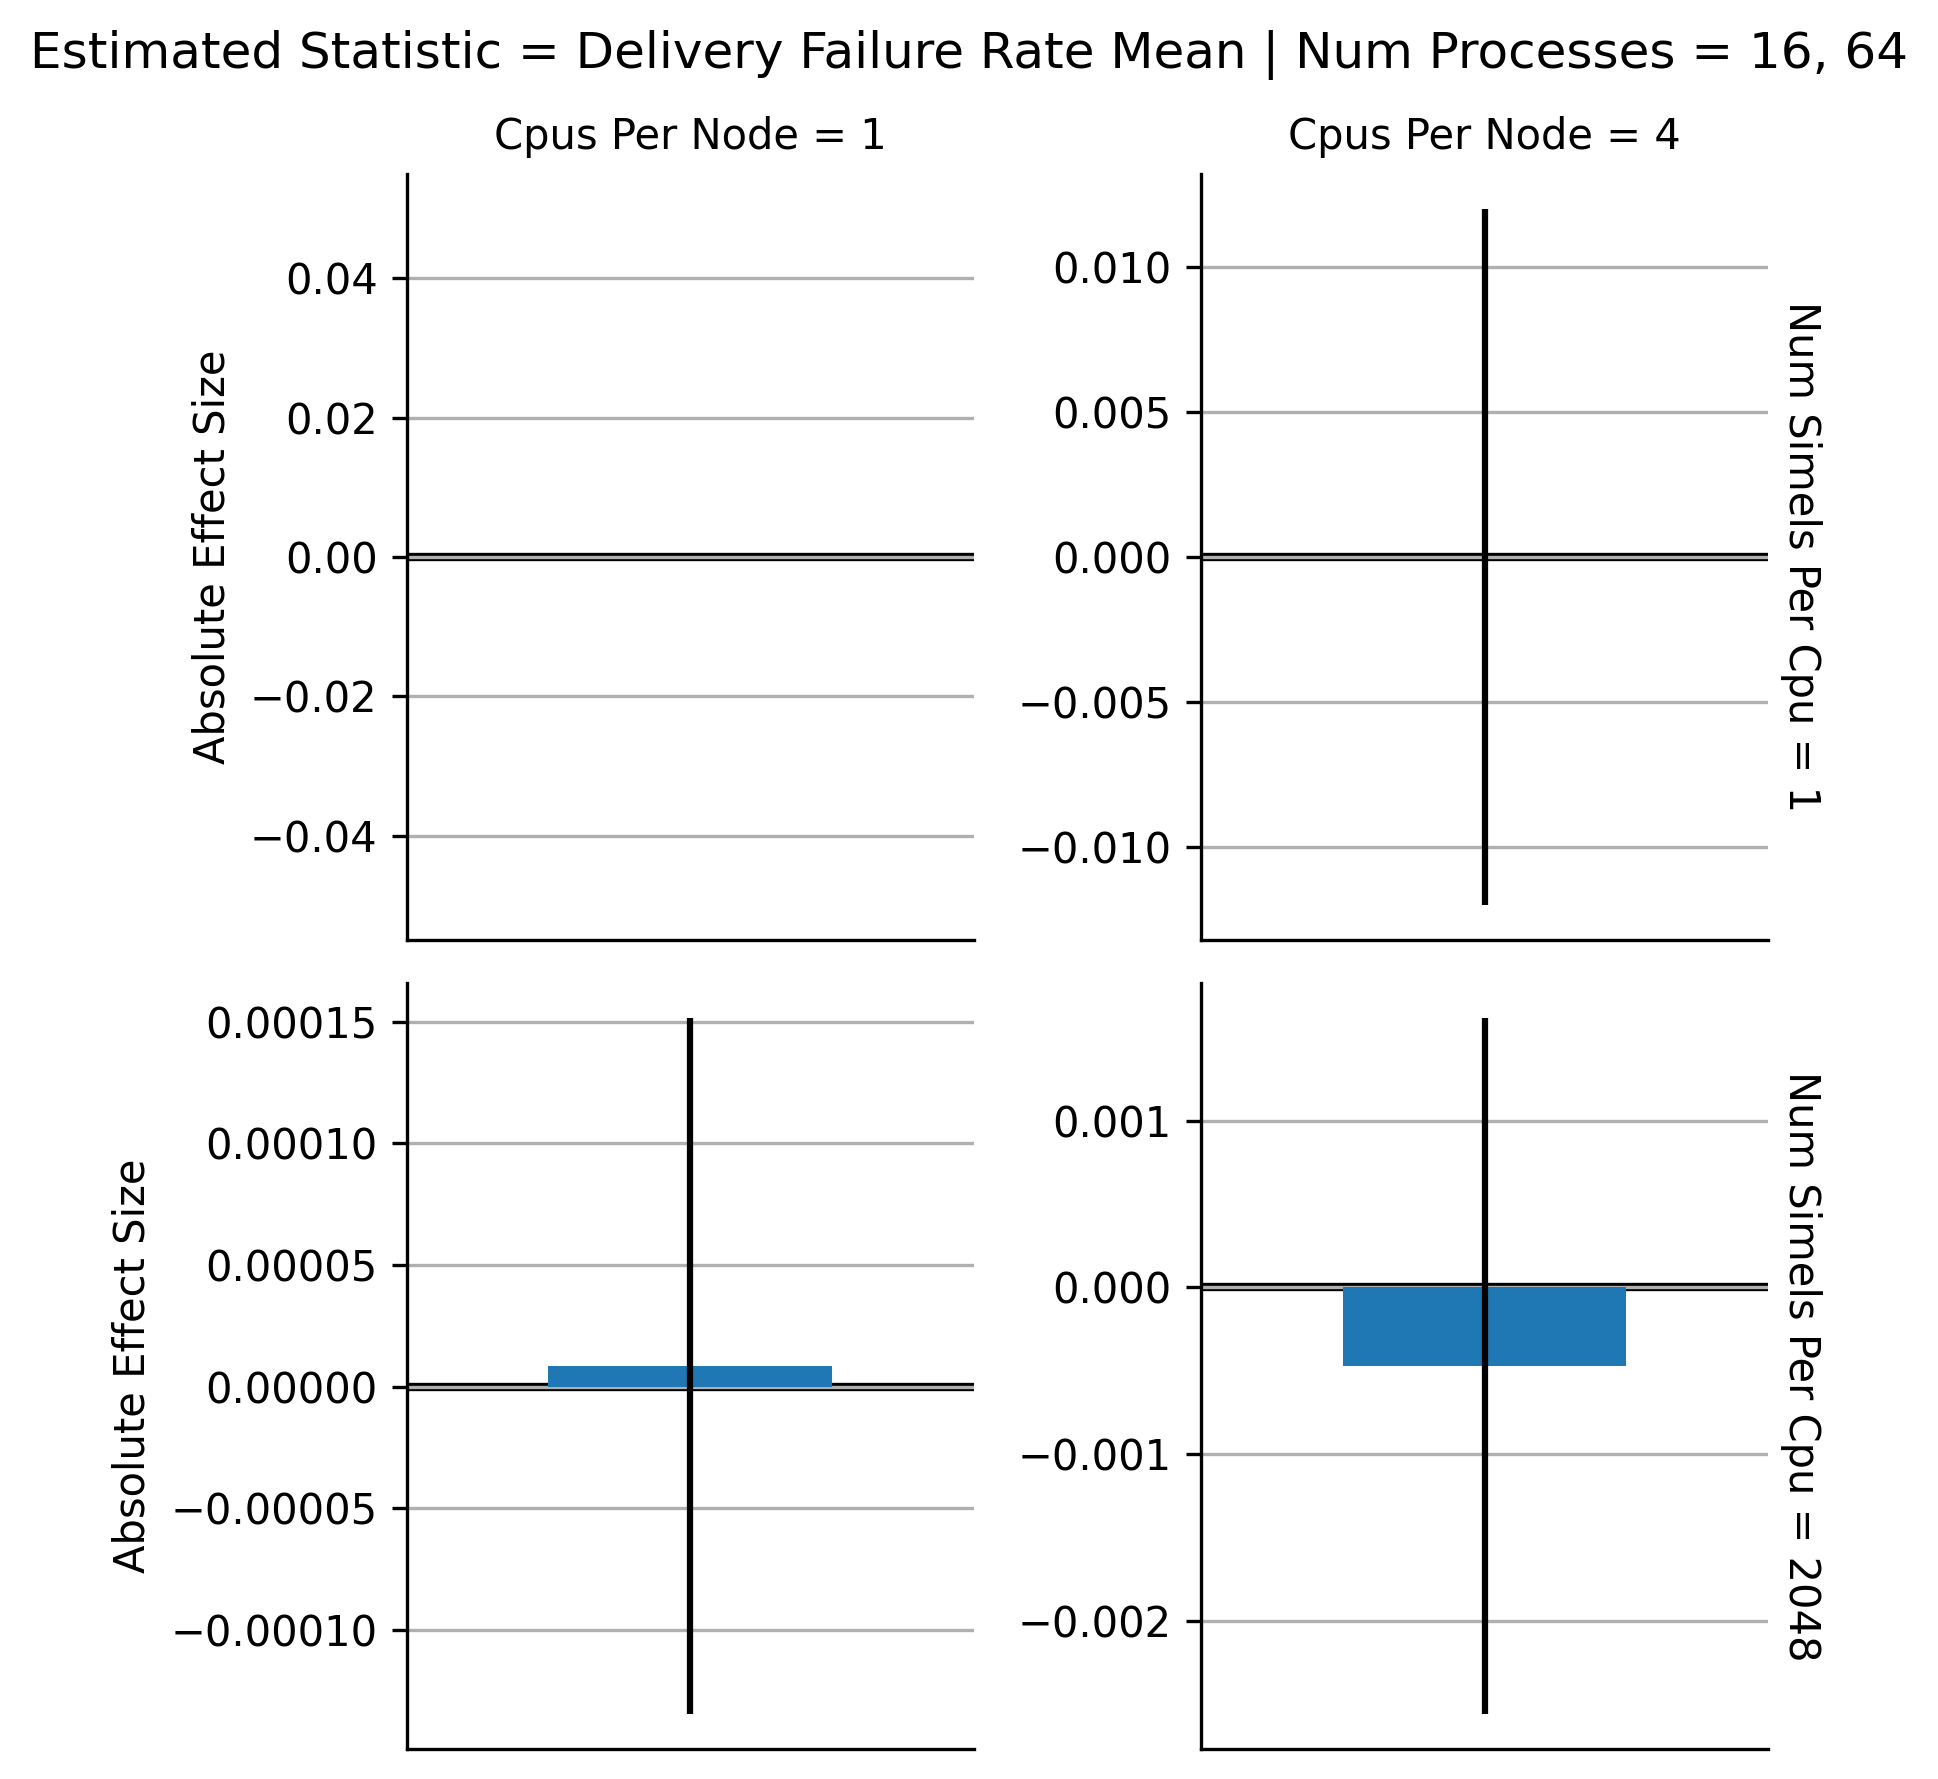 Estimated Statistic = Delivery Failure Rate Mean | Num Processes = 16, 64
Cpus Per Node = 1
Cpus Per Node = 4
Absolute Effect Size
0.04
0.02
0.00
−0.02
−0.04
0.010
0.005
0.000
−0.005
−0.010
Num Simels Per Cpu = 1
Absolute Effect Size
0.00015
0.00010
0.00005
0.00000
−0.00005
−0.00010
0.001
0.000
−0.001
−0.002
Num Simels Per Cpu = 2048